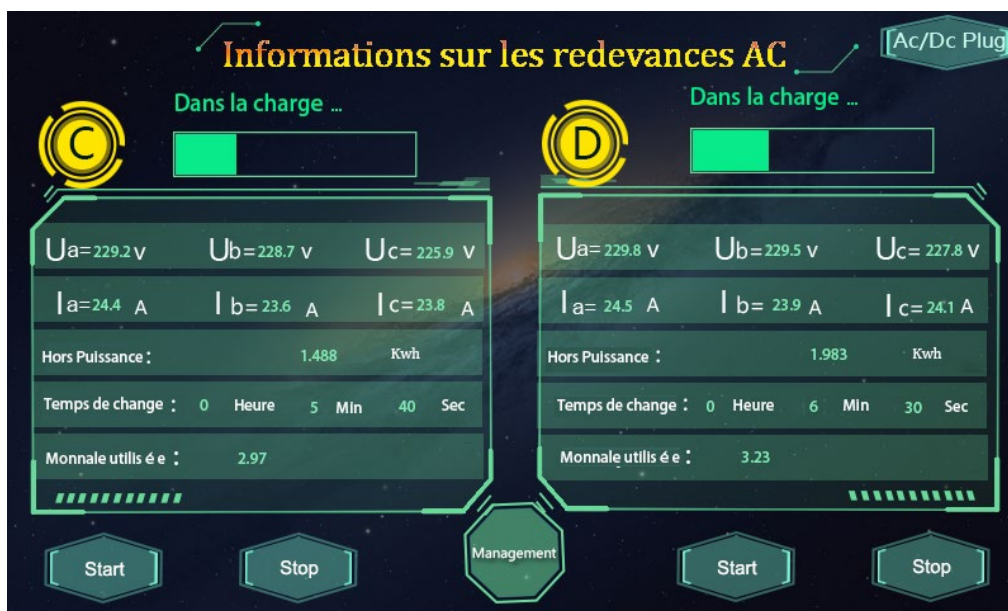 Informations sur les redevances AC
Ac/Dc Plug
C
Dans la charge ...
D
Dans la charge ...
Ua=229.2 v Ub=228.7 v Uc=225.9 v
Ia=24.4 A Ib=23.6 A Ic=23.8 A
Hors Puissance : 1.488 Kwh
Temps de change : 0 Heure 5 Min 40 Sec
Monnale utilis é e : 2.97
Start Stop
Ua=229.8 v Ub=229.5 v Uc=227.8 v
Ia=24.5 A Ib=23.9 A Ic=24.1 A
Hors Puissance : 1.983 Kwh
Temps de change : 0 Heure 6 Min 30 Sec
Monnale utilis é e : 3.23
Management
Start Stop